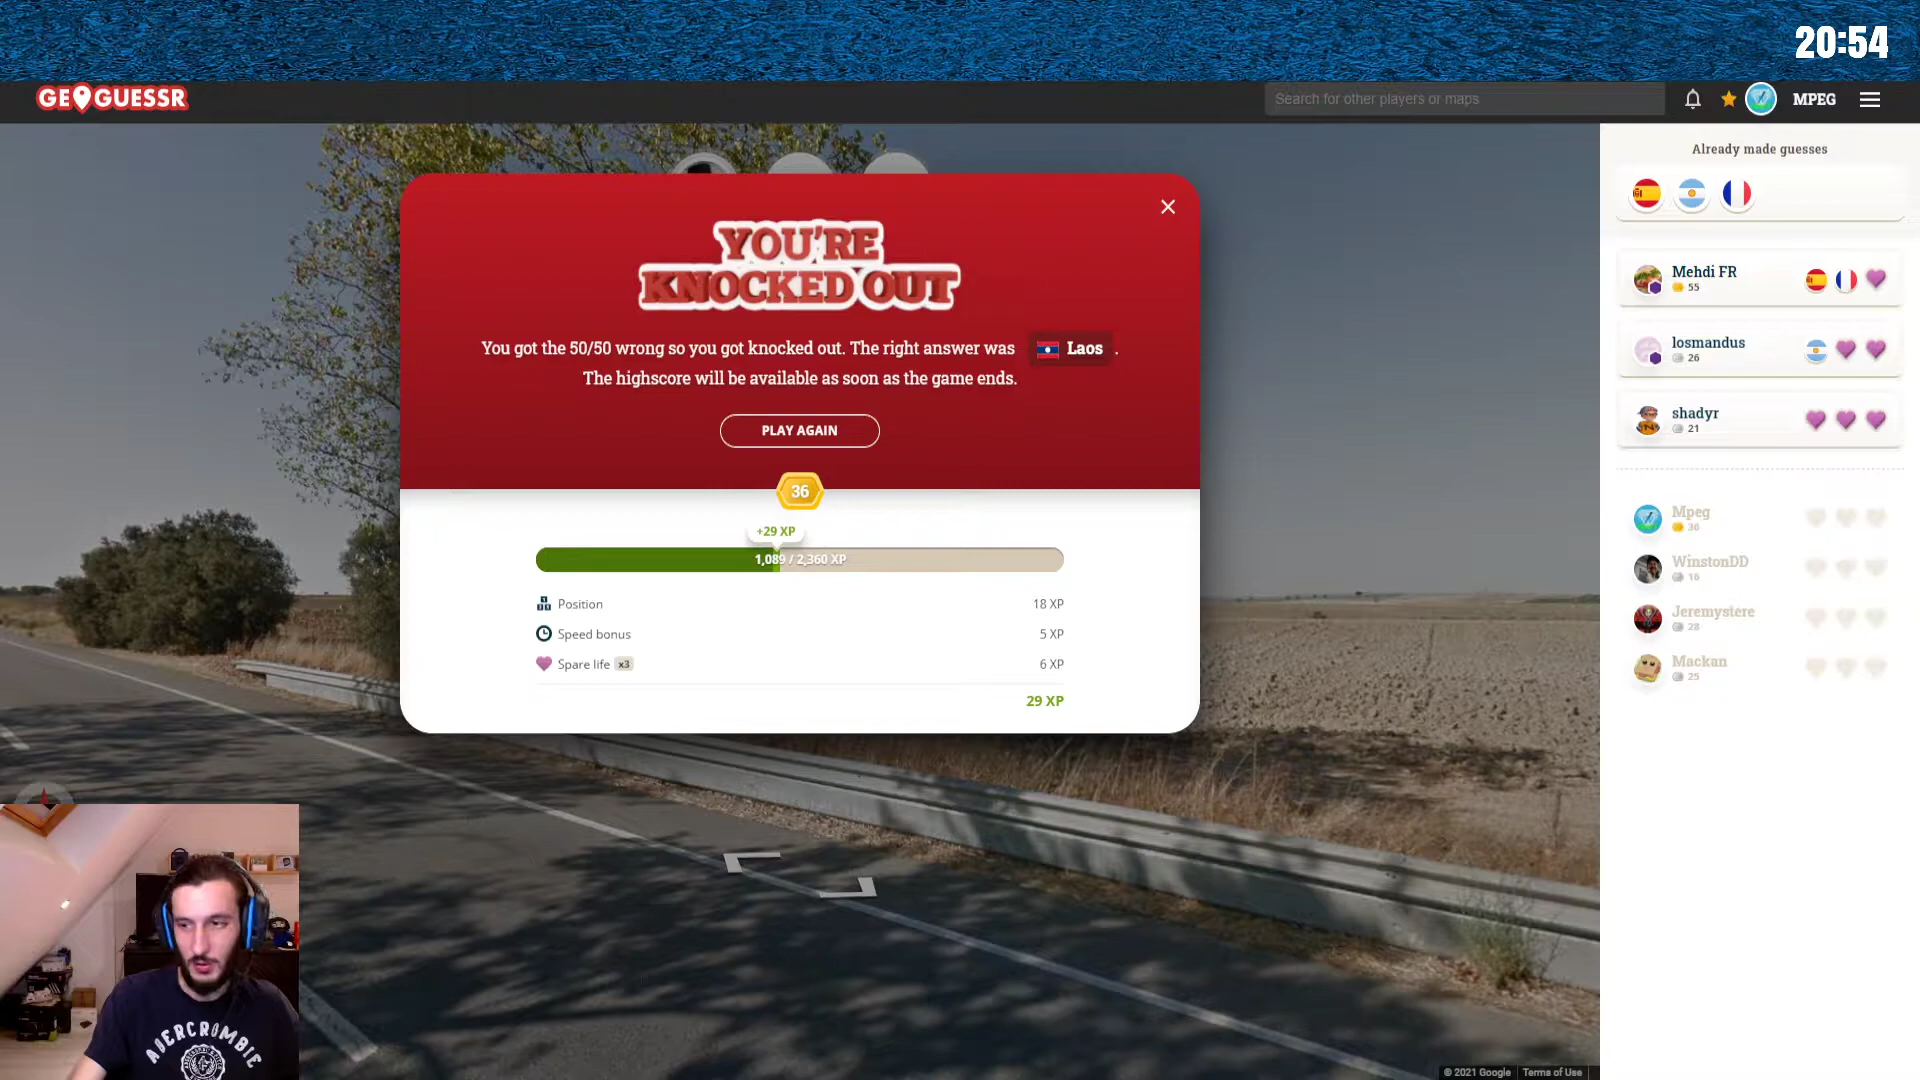 20:54
GEOGUESSR
Search for other players or maps
MPEG
Already made guesses
YOU'RE
KNOCKED OUT
You got the 50/50 wrong so you got knocked out. The right answer was Laos .
The highscore will be available as soon as the game ends.
PLAY AGAIN
36
+29 XP
1,089 / 2,360 XP
Position 18 XP
Speed bonus 5 XP
Spare life x3 6 XP
29 XP
Mehdi FR
55
losmandus
26
shadyr
21
Mpeg
36
WinstonDD
16
Jeremystere
28
Mackan
25
ABERCROMBIE
© 2021 Google
Terms of Use